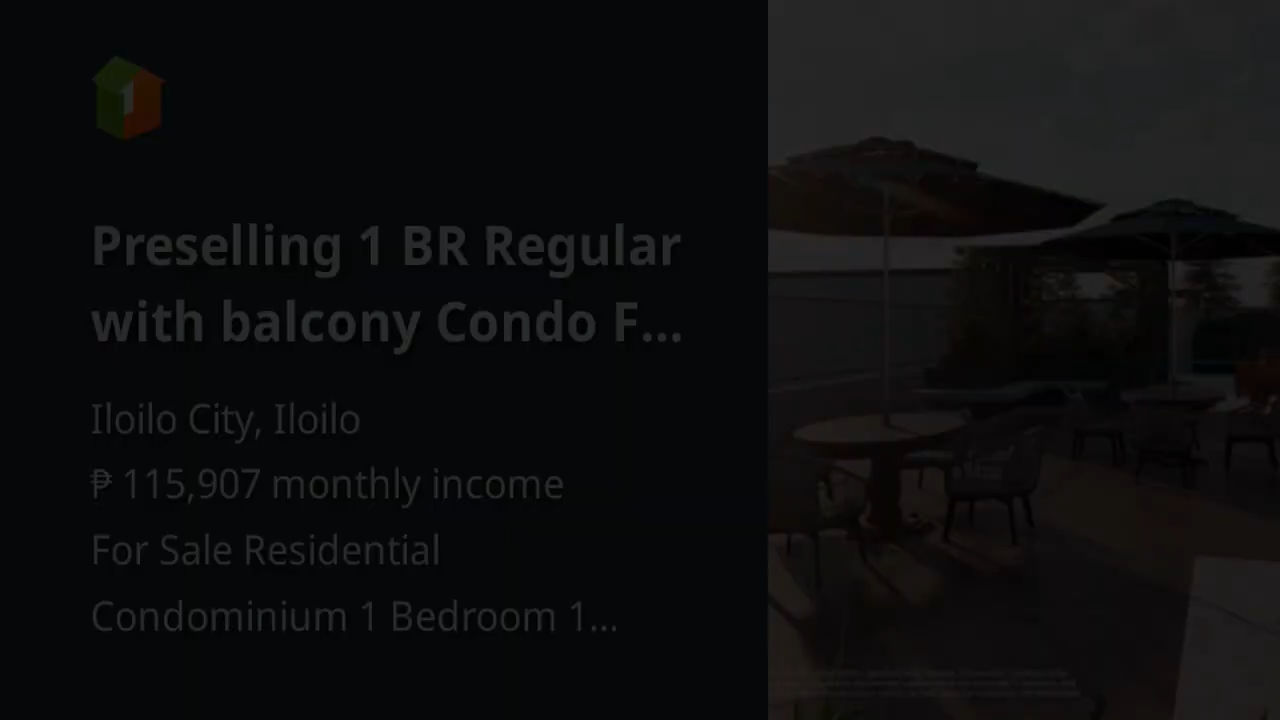 Preselling 1 BR Regular
with balcony Condo F...
Iloilo City, Iloilo
₱ 115,907 monthly income
For Sale Residential
Condominium 1 Bedroom 1...